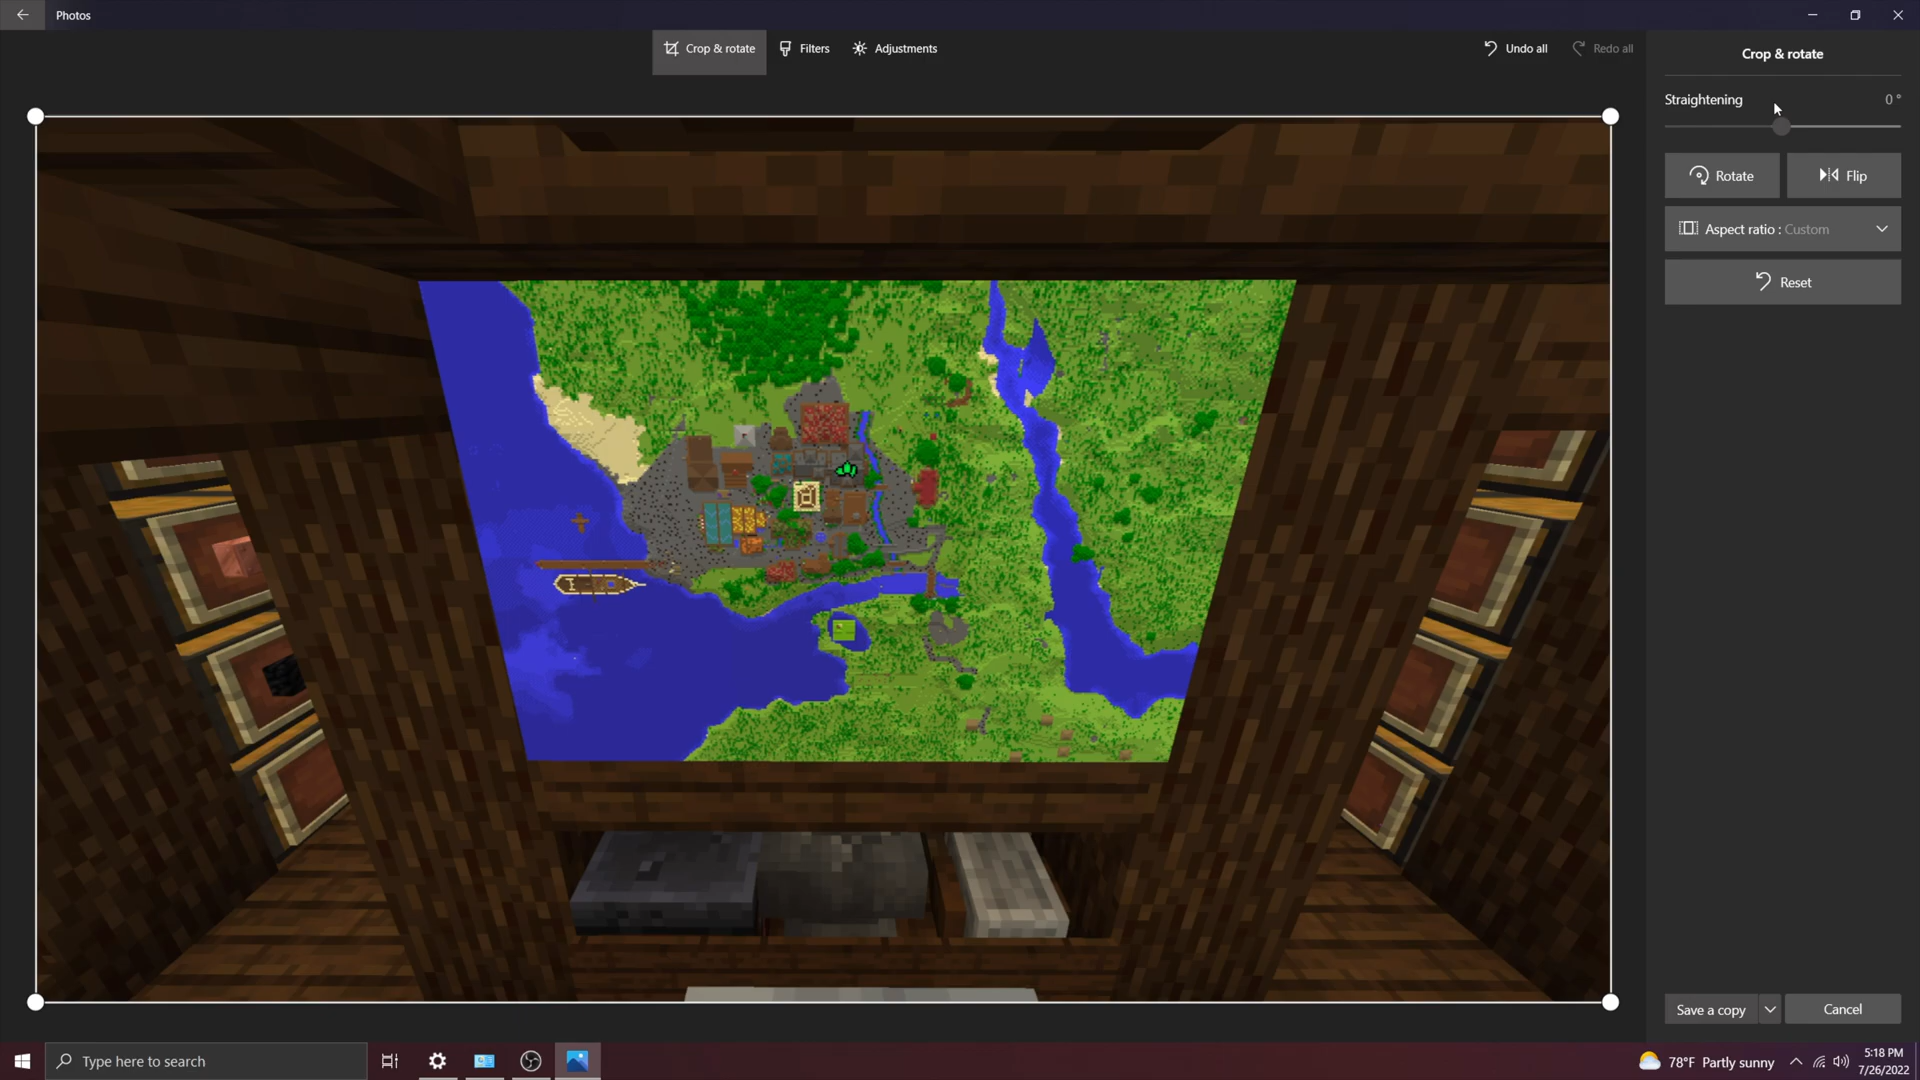 Photos
Crop & rotate
Filters
Adjustments
Undo all
Redo all
Crop & rotate
Straightening
0 °
Rotate
Flip
Aspect ratio : Custom
Reset
Save a copy
Cancel
Type here to search
78°F Partly sunny
5:18 PM
7/26/2022